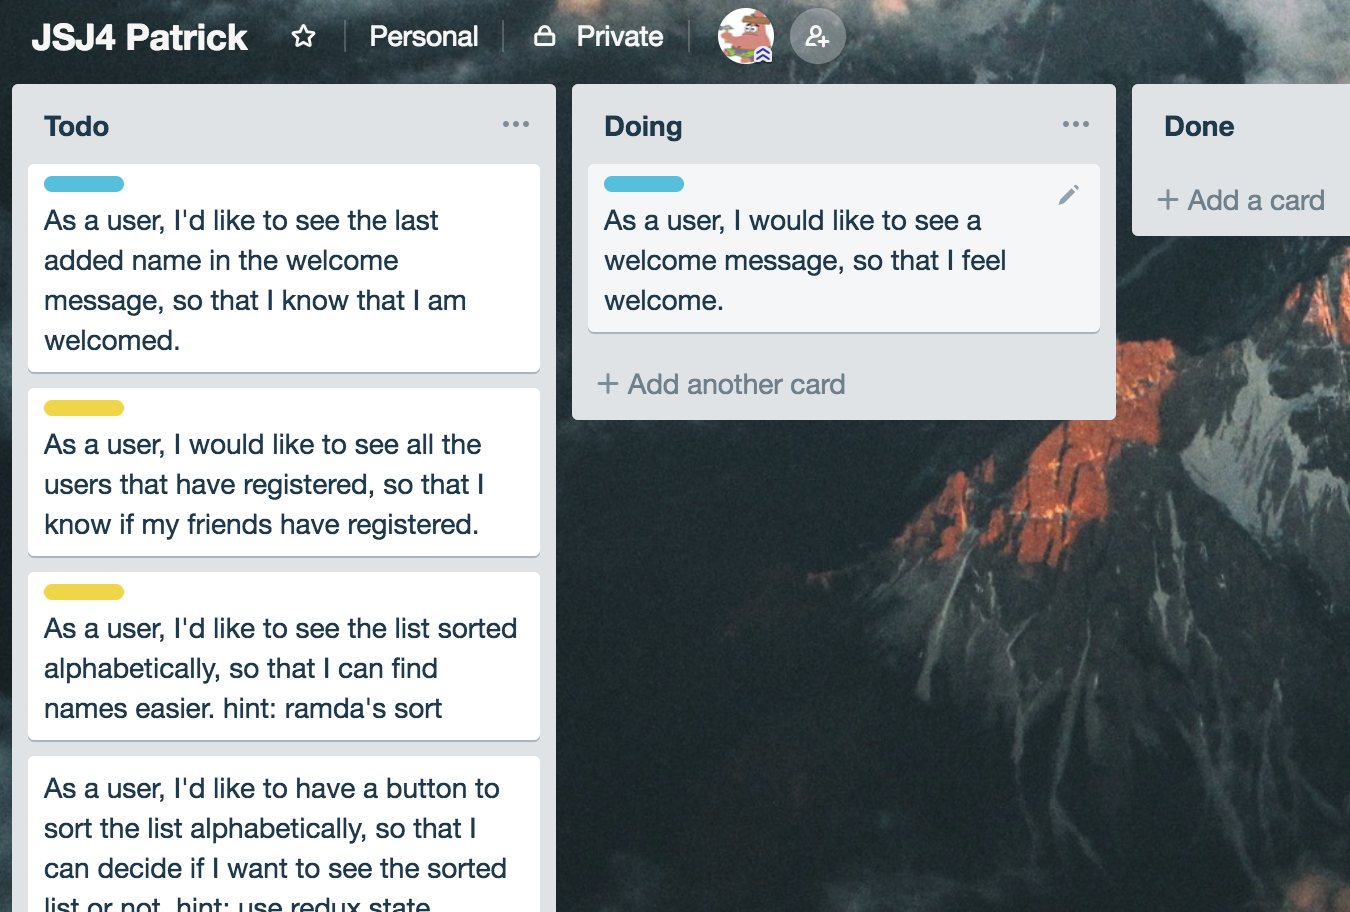 JSJ4 Patrick
Personal
Private
Todo
As a user, I'd like to see the last
added name in the welcome
message, so that I know that I am
welcomed.
As a user, I would like to see all the
users that have registered, so that I
know if my friends have registered.
As a user, I'd like to see the list sorted
alphabetically, so that I can find
names easier. hint: ramda's sort
As a user, I'd like to have a button to
sort the list alphabetically, so that I
can decide if I want to see the sorted
list or not. hint: use redux state
Doing
As a user, I would like to see a
welcome message, so that I feel
welcome.
+ Add another card
Done
+ Add a card